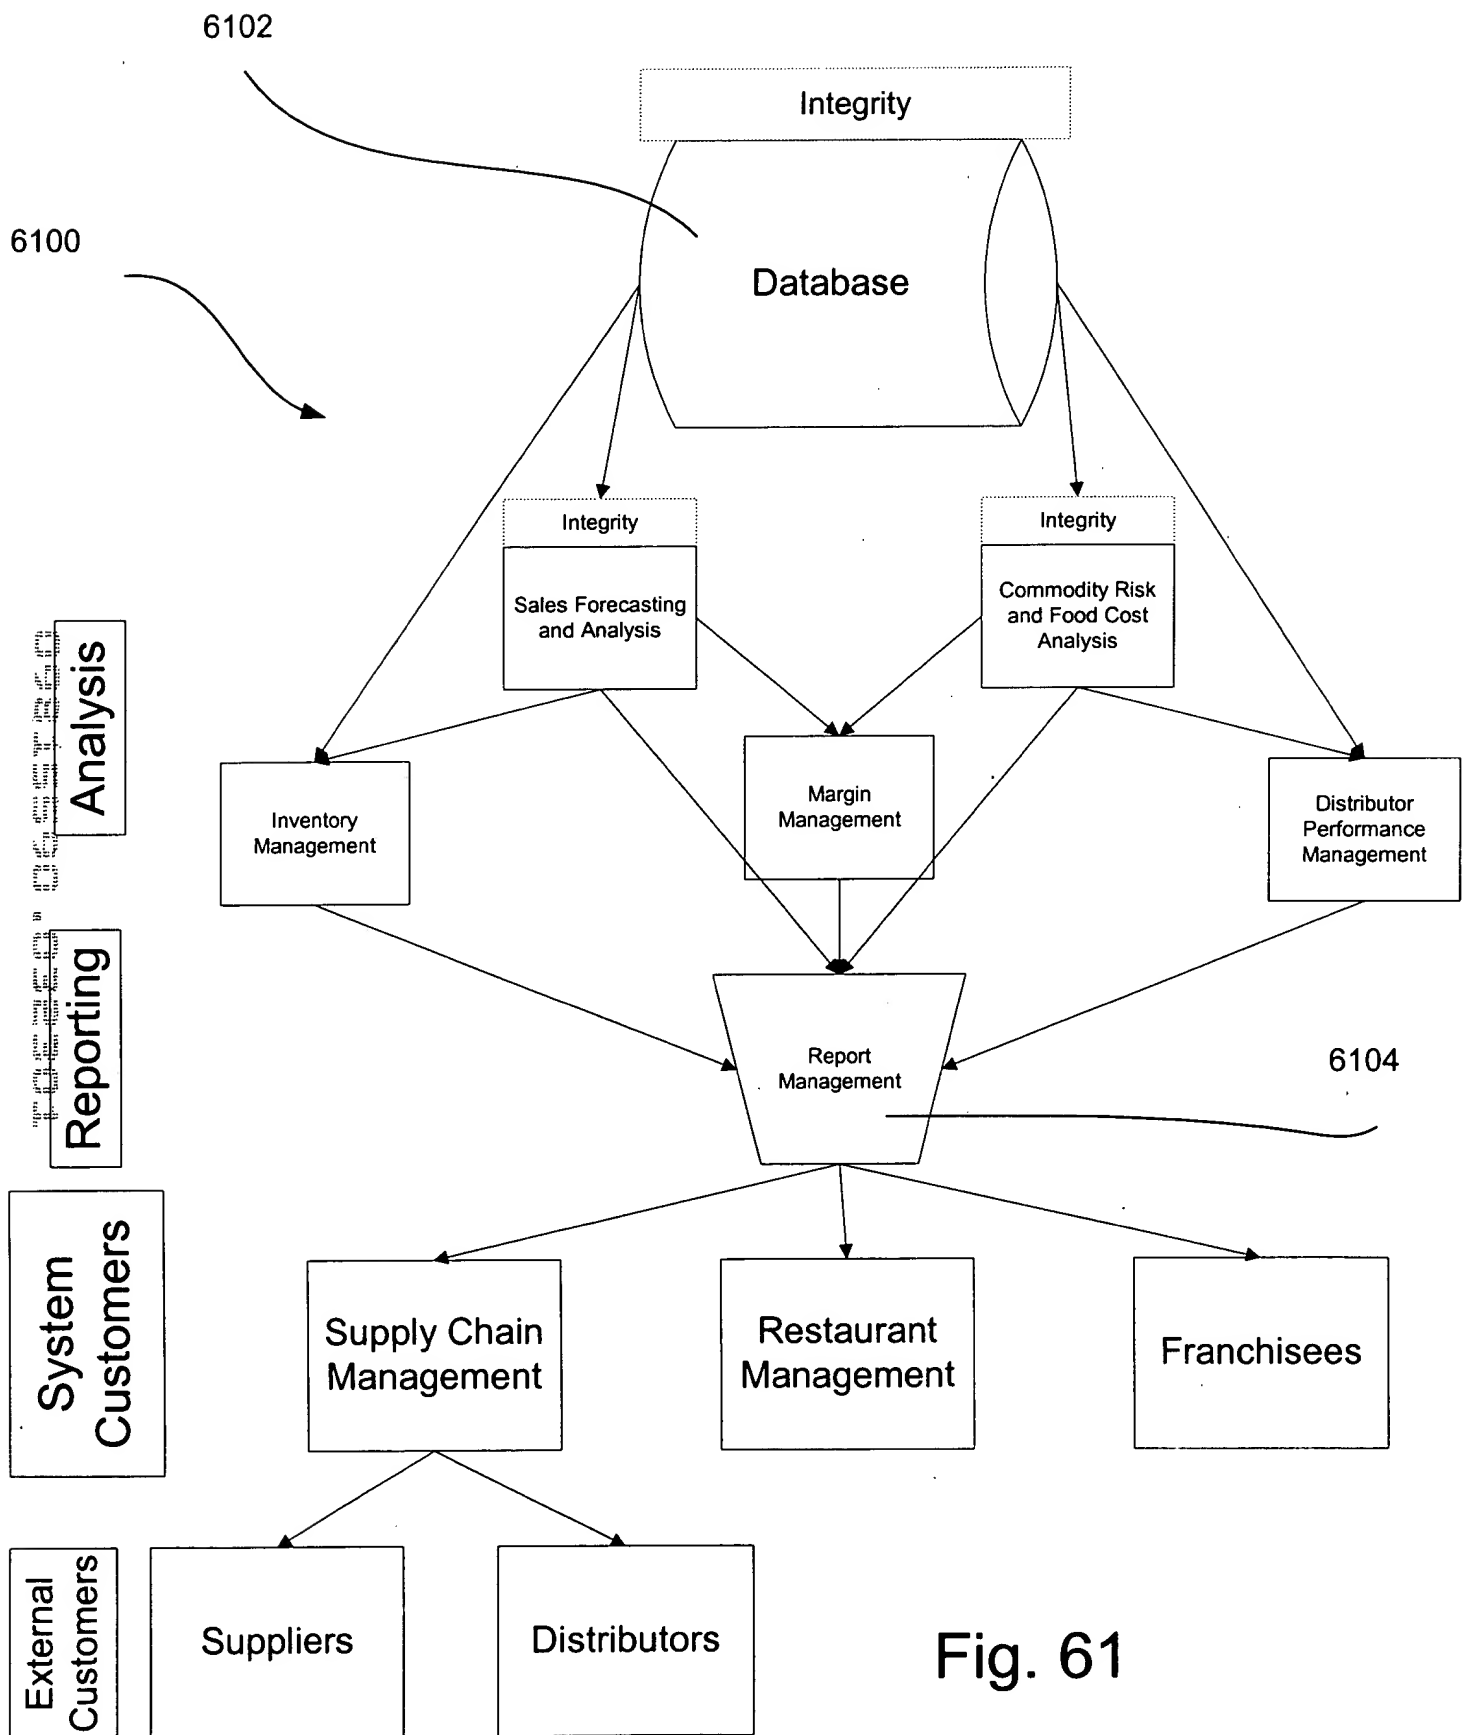 6102
Integrity
6100
Database
Integrity
Integrity
Sales Forecasting
and Analysis
Commodity Risk
and Food Cost
Analysis
Analysis
Inventory
Management
Margin
Management
Distributor
Performance
Management
Reporting
Report
Management
6104
System
Customers
Supply Chain
Management
Restaurant
Management
Franchisees
External
Customers
Suppliers
Distributors
Fig. 61